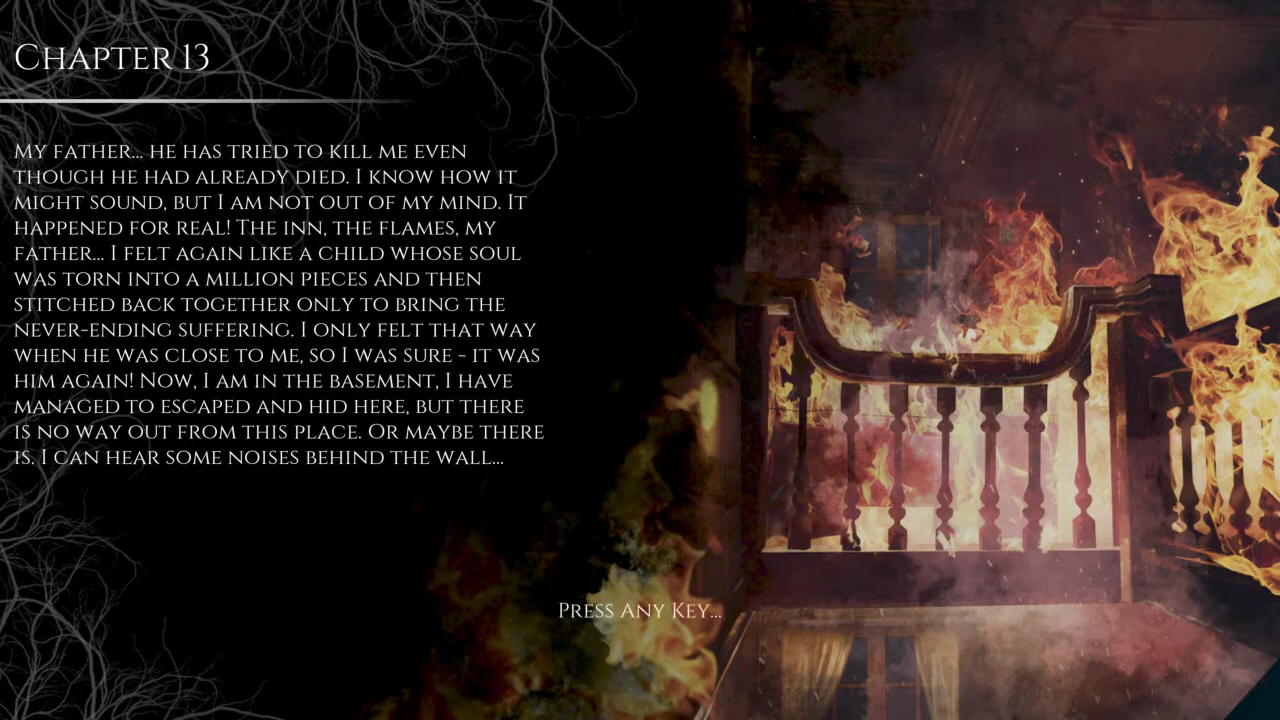 Chapter 13
My father... he has tried to kill me even
though he had already died. I know how it
might sound, but I am not out of my mind. It
happened for real! The inn, the flames, my
father... I felt again like a child whose soul
was torn into a million pieces and then
stitched back together only to bring the
never-ending suffering. I only felt that way
when he was close to me, so I was sure - it was
him again! Now, I am in the basement, I have
managed to escaped and hid here, but there
is no way out from this place. Or maybe there
is. I can hear some noises behind the wall...
Press Any Key...